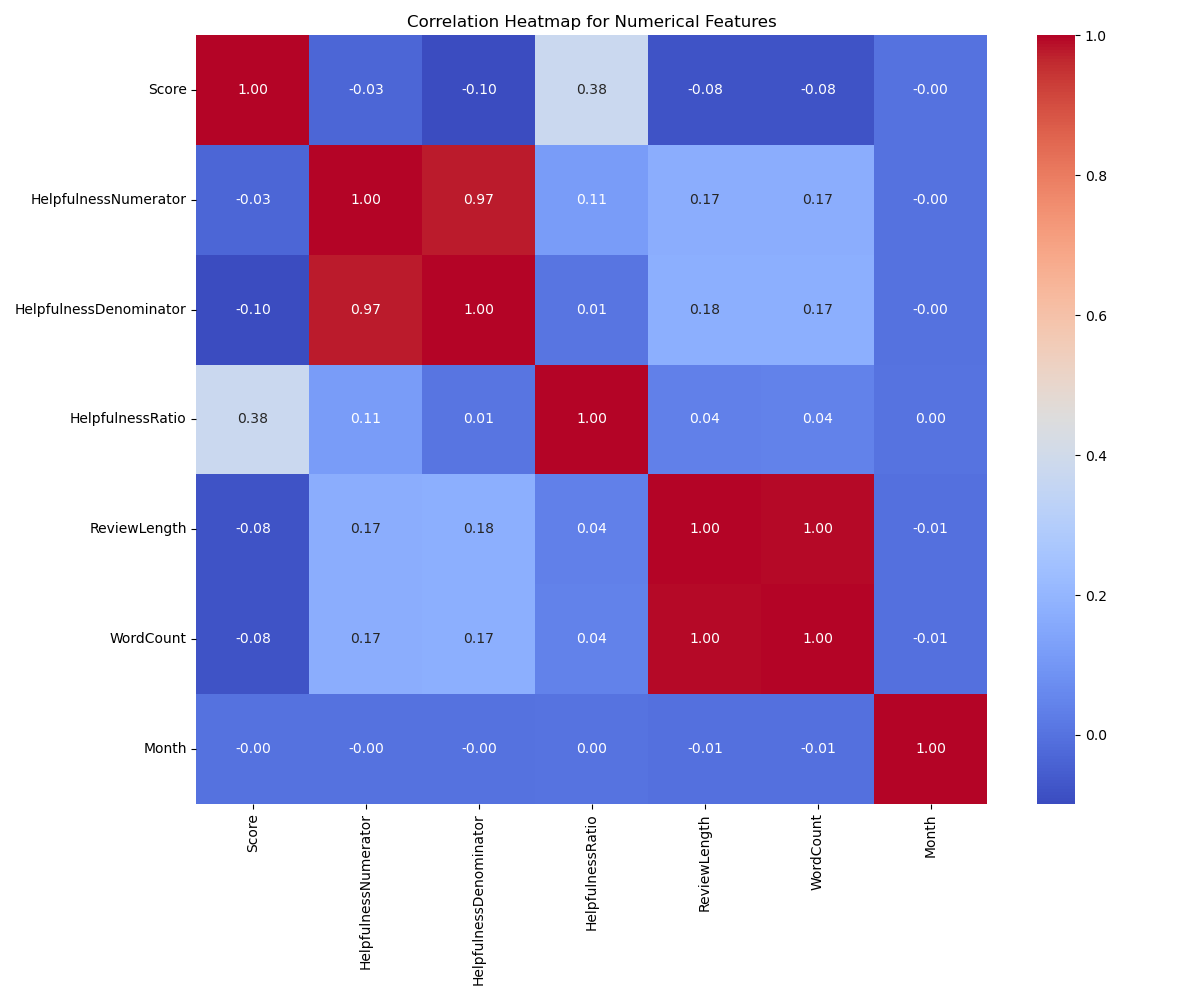 Correlation Heatmap for Numerical Features
Score 1.00 -0.03 -0.10 0.38 -0.08 -0.08 -0.00
HelpfulnessNumerator -0.03 1.00 0.97 0.11 0.17 0.17 -0.00
HelpfulnessDenominator -0.10 0.97 1.00 0.01 0.18 0.17 -0.00
HelpfulnessRatio 0.38 0.11 0.01 1.00 0.04 0.04 0.00
ReviewLength -0.08 0.17 0.18 0.04 1.00 1.00 -0.01
WordCount -0.08 0.17 0.17 0.04 1.00 1.00 -0.01
Month -0.00 -0.00 -0.00 0.00 -0.01 -0.01 1.00
Score
HelpfulnessNumerator
HelpfulnessDenominator
HelpfulnessRatio
ReviewLength
WordCount
Month
1.0
0.8
0.6
0.4
0.2
0.0